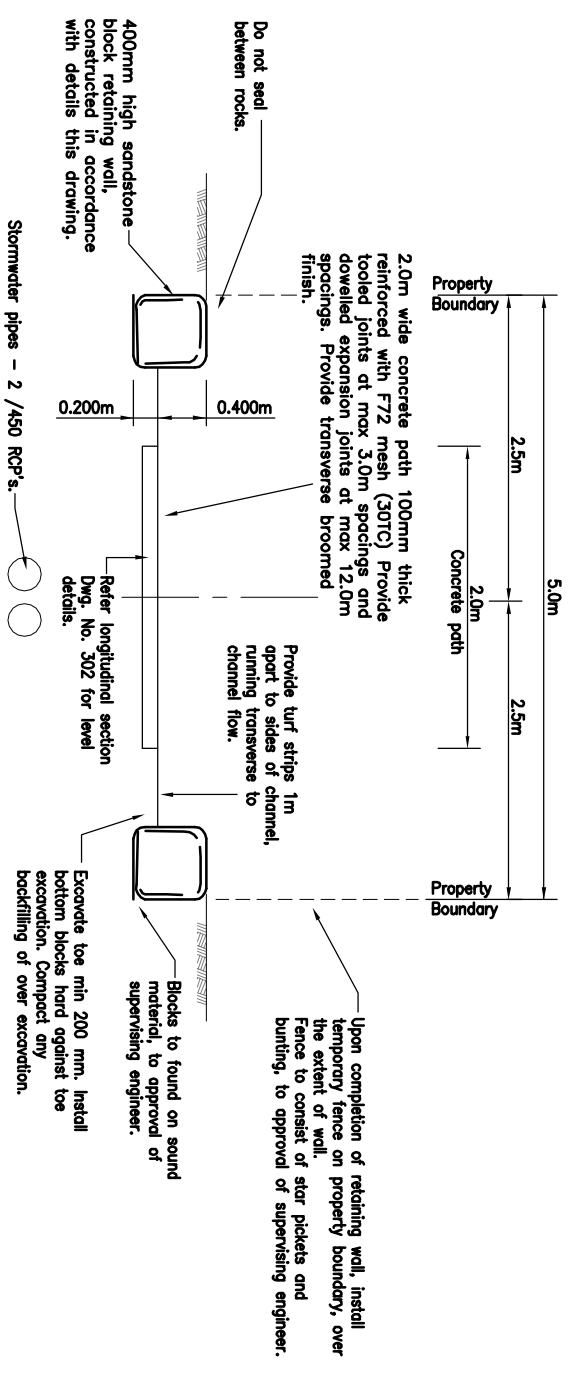 5.0m
2.5m
2.5m
Property
Boundary
Property
Boundary
2.0m
Concrete path
2.0m wide concrete path 100mm thick
reinforced with F72 mesh (30TC) Provide
tooled joints at max 3.0m spacings and
dowelled expansion joints at max 12.0m
spacings. Provide transverse broomed
finish.
Upon completion of retaining wall, install
temporary fence on property boundary, over
the extent of wall.
Fence to consist of star pickets and
bunting, to approval of supervising engineer.
Do not seal
between rocks.
Provide turf strips 1m
apart to sides of channel,
running transverse to
channel flow.
0.400m
0.200m
400mm high sandstone
block retaining wall,
constructed in accordance
with details this drawing.
Refer longitudinal section
Dwg. No. 302 for level
details.
Blocks to found on sound
material, to approval of
supervising engineer.
Excavate toe min 200 mm. Install
bottom blocks hard against toe
excavation. Compact any
backfilling of over excavation.
Stormwater pipes - 2 /450 RCP's.